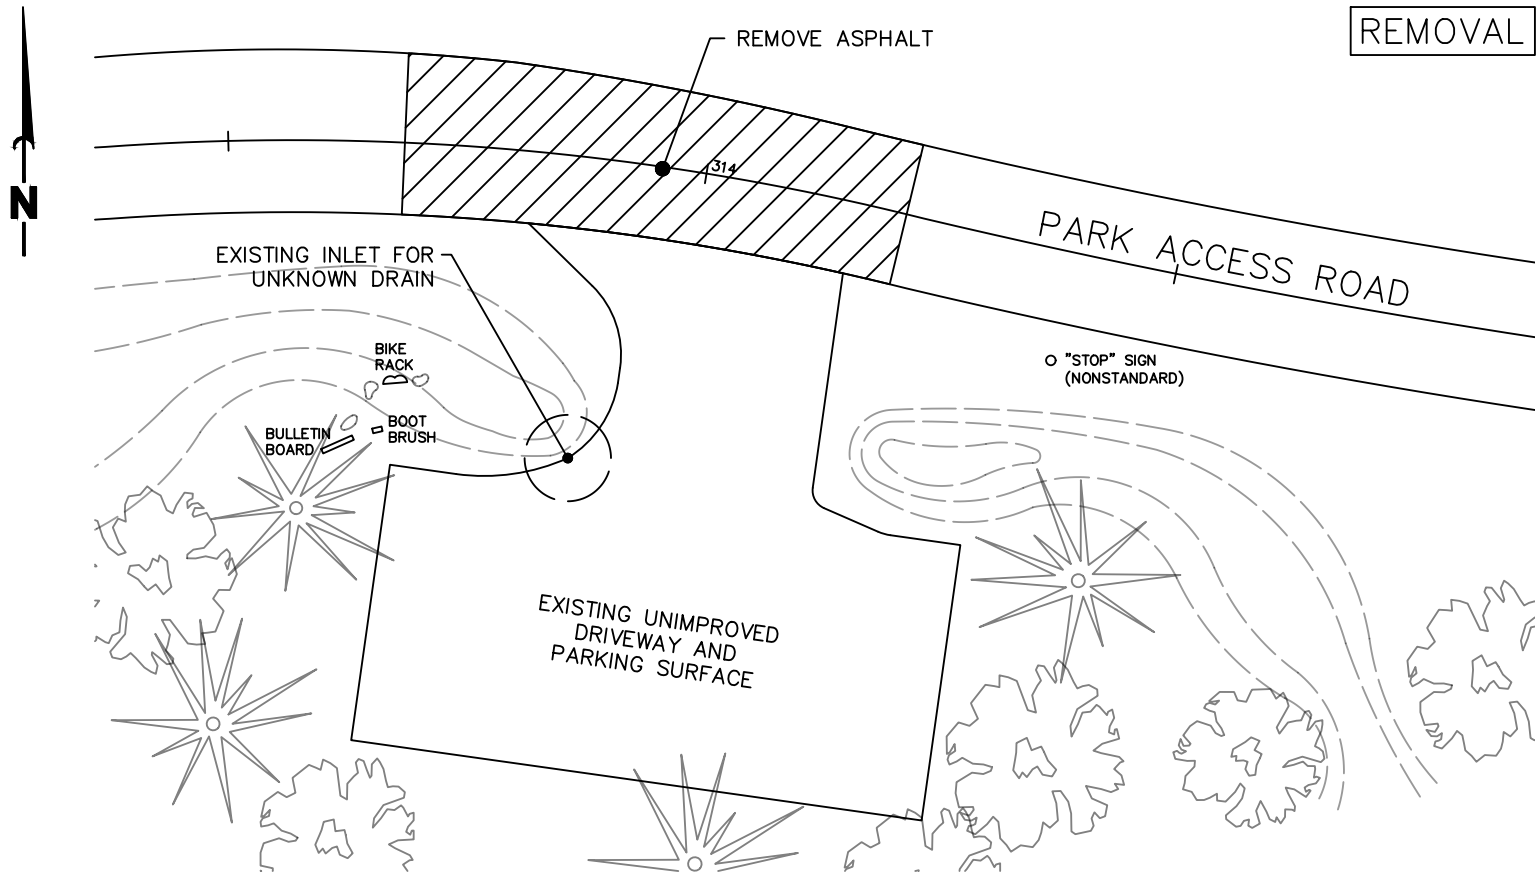 REMOVAL
REMOVE ASPHALT
314
N
PARK ACCESS ROAD
EXISTING INLET FOR
UNKNOWN DRAIN
BIKE
RACK
"STOP" SIGN
(NONSTANDARD)
BOOT
BRUSH
BULLETIN
BOARD
EXISTING UNIMPROVED
DRIVEWAY AND
PARKING SURFACE